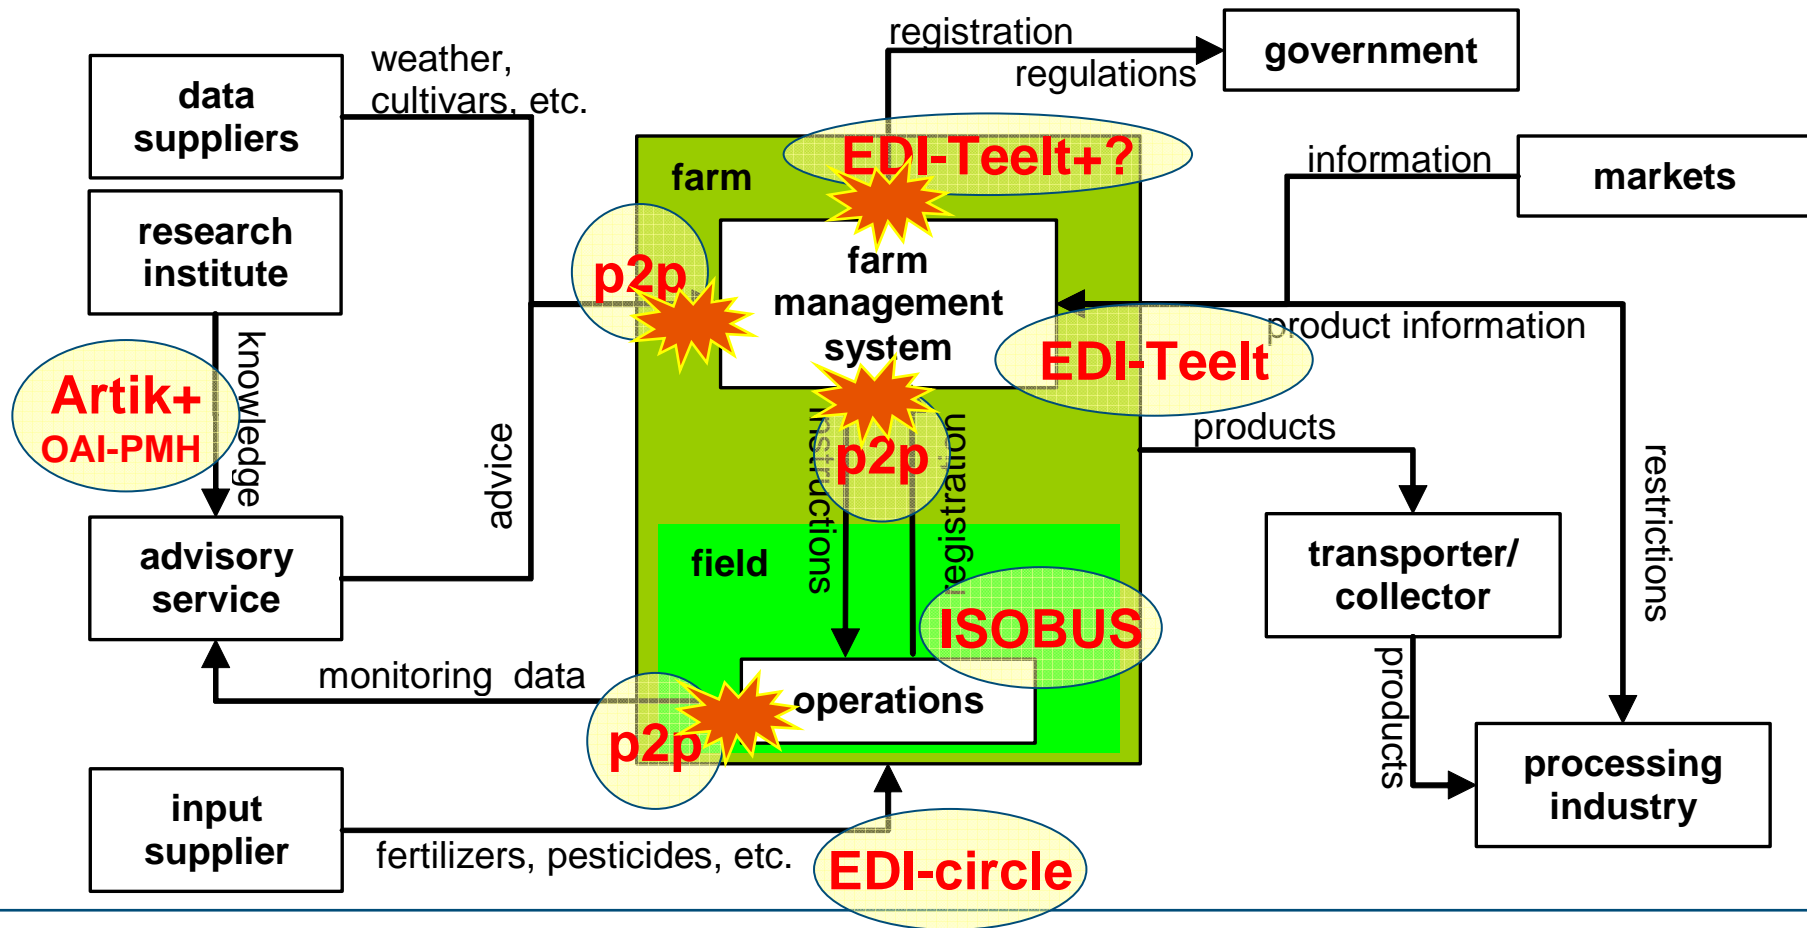 registration
regulations
government
data
suppliers
weather,
cultivars, etc.
EDI-Teelt+?
farm
information
markets
research
institute
p2p
farm
management
system
product information
EDI-Teelt
knowledge
Artik+
OAI-PMH
advice
instructions
registration
p2p
products
restrictions
advisory
service
field
ISOBUS
transporter/
collector
monitoring data
operations
p2p
products
processing
industry
input
supplier
fertilizers, pesticides, etc.
EDI-circle